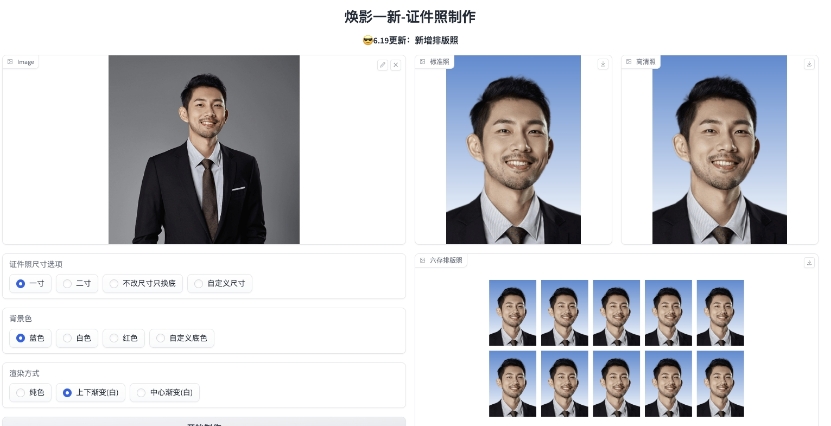 焕影一新-证件照制作
😎6.19更新：新增排版照
Image
标准照
高清照
证件照尺寸选项
一寸
二寸
不改尺寸只换底
自定义尺寸
六寸排版照
背景色
蓝色
白色
红色
自定义底色
渲染方式
纯色
上下渐变(白)
中心渐变(白)
开始制作